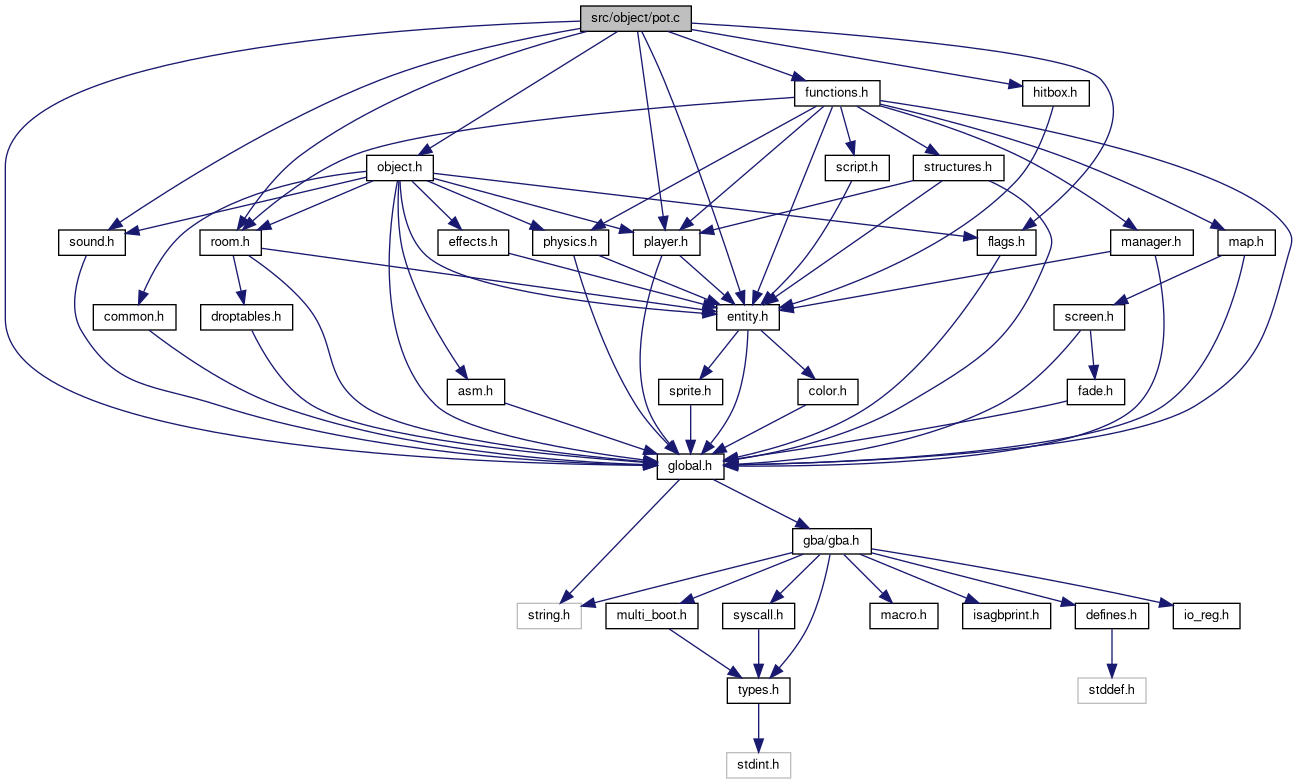 src/object/pot.c
functions.h
hitbox.h
object.h
script.h
structures.h
sound.h
room.h
effects.h
physics.h
player.h
flags.h
manager.h
map.h
common.h
droptables.h
entity.h
screen.h
asm.h
sprite.h
color.h
fade.h
global.h
gba/gba.h
string.h
multi_boot.h
syscall.h
macro.h
isagbprint.h
defines.h
io_reg.h
types.h
stddef.h
stdint.h